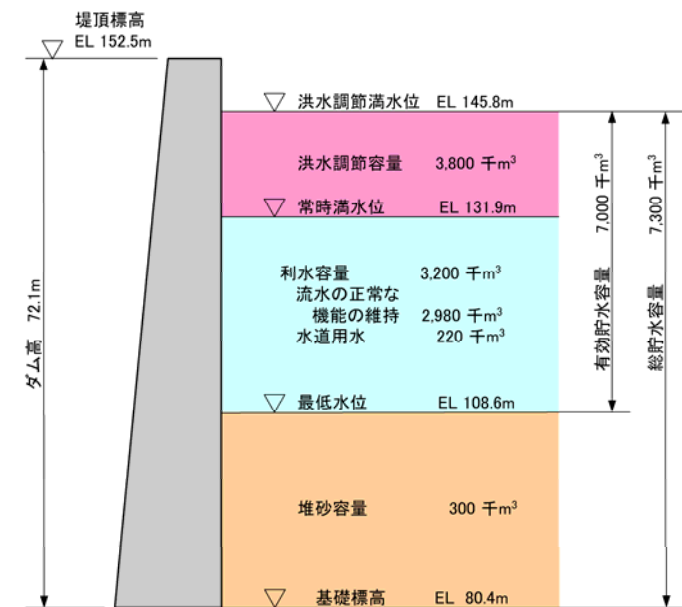 堤頂標高
EL 152.5m
洪水調節満水位 EL 145.8m
洪水調節容量 3,800 千m³
常時満水位 EL 131.9m
利水容量 3,200 千m³
流水の正常な
機能の維持 2,980 千m³
水道用水 220 千m³
最低水位 EL 108.6m
堆砂容量 300 千m³
基礎標高 EL 80.4m
ダム高 72.1m
有効貯水容量 7,000 千m³
総貯水容量 7,300 千m³